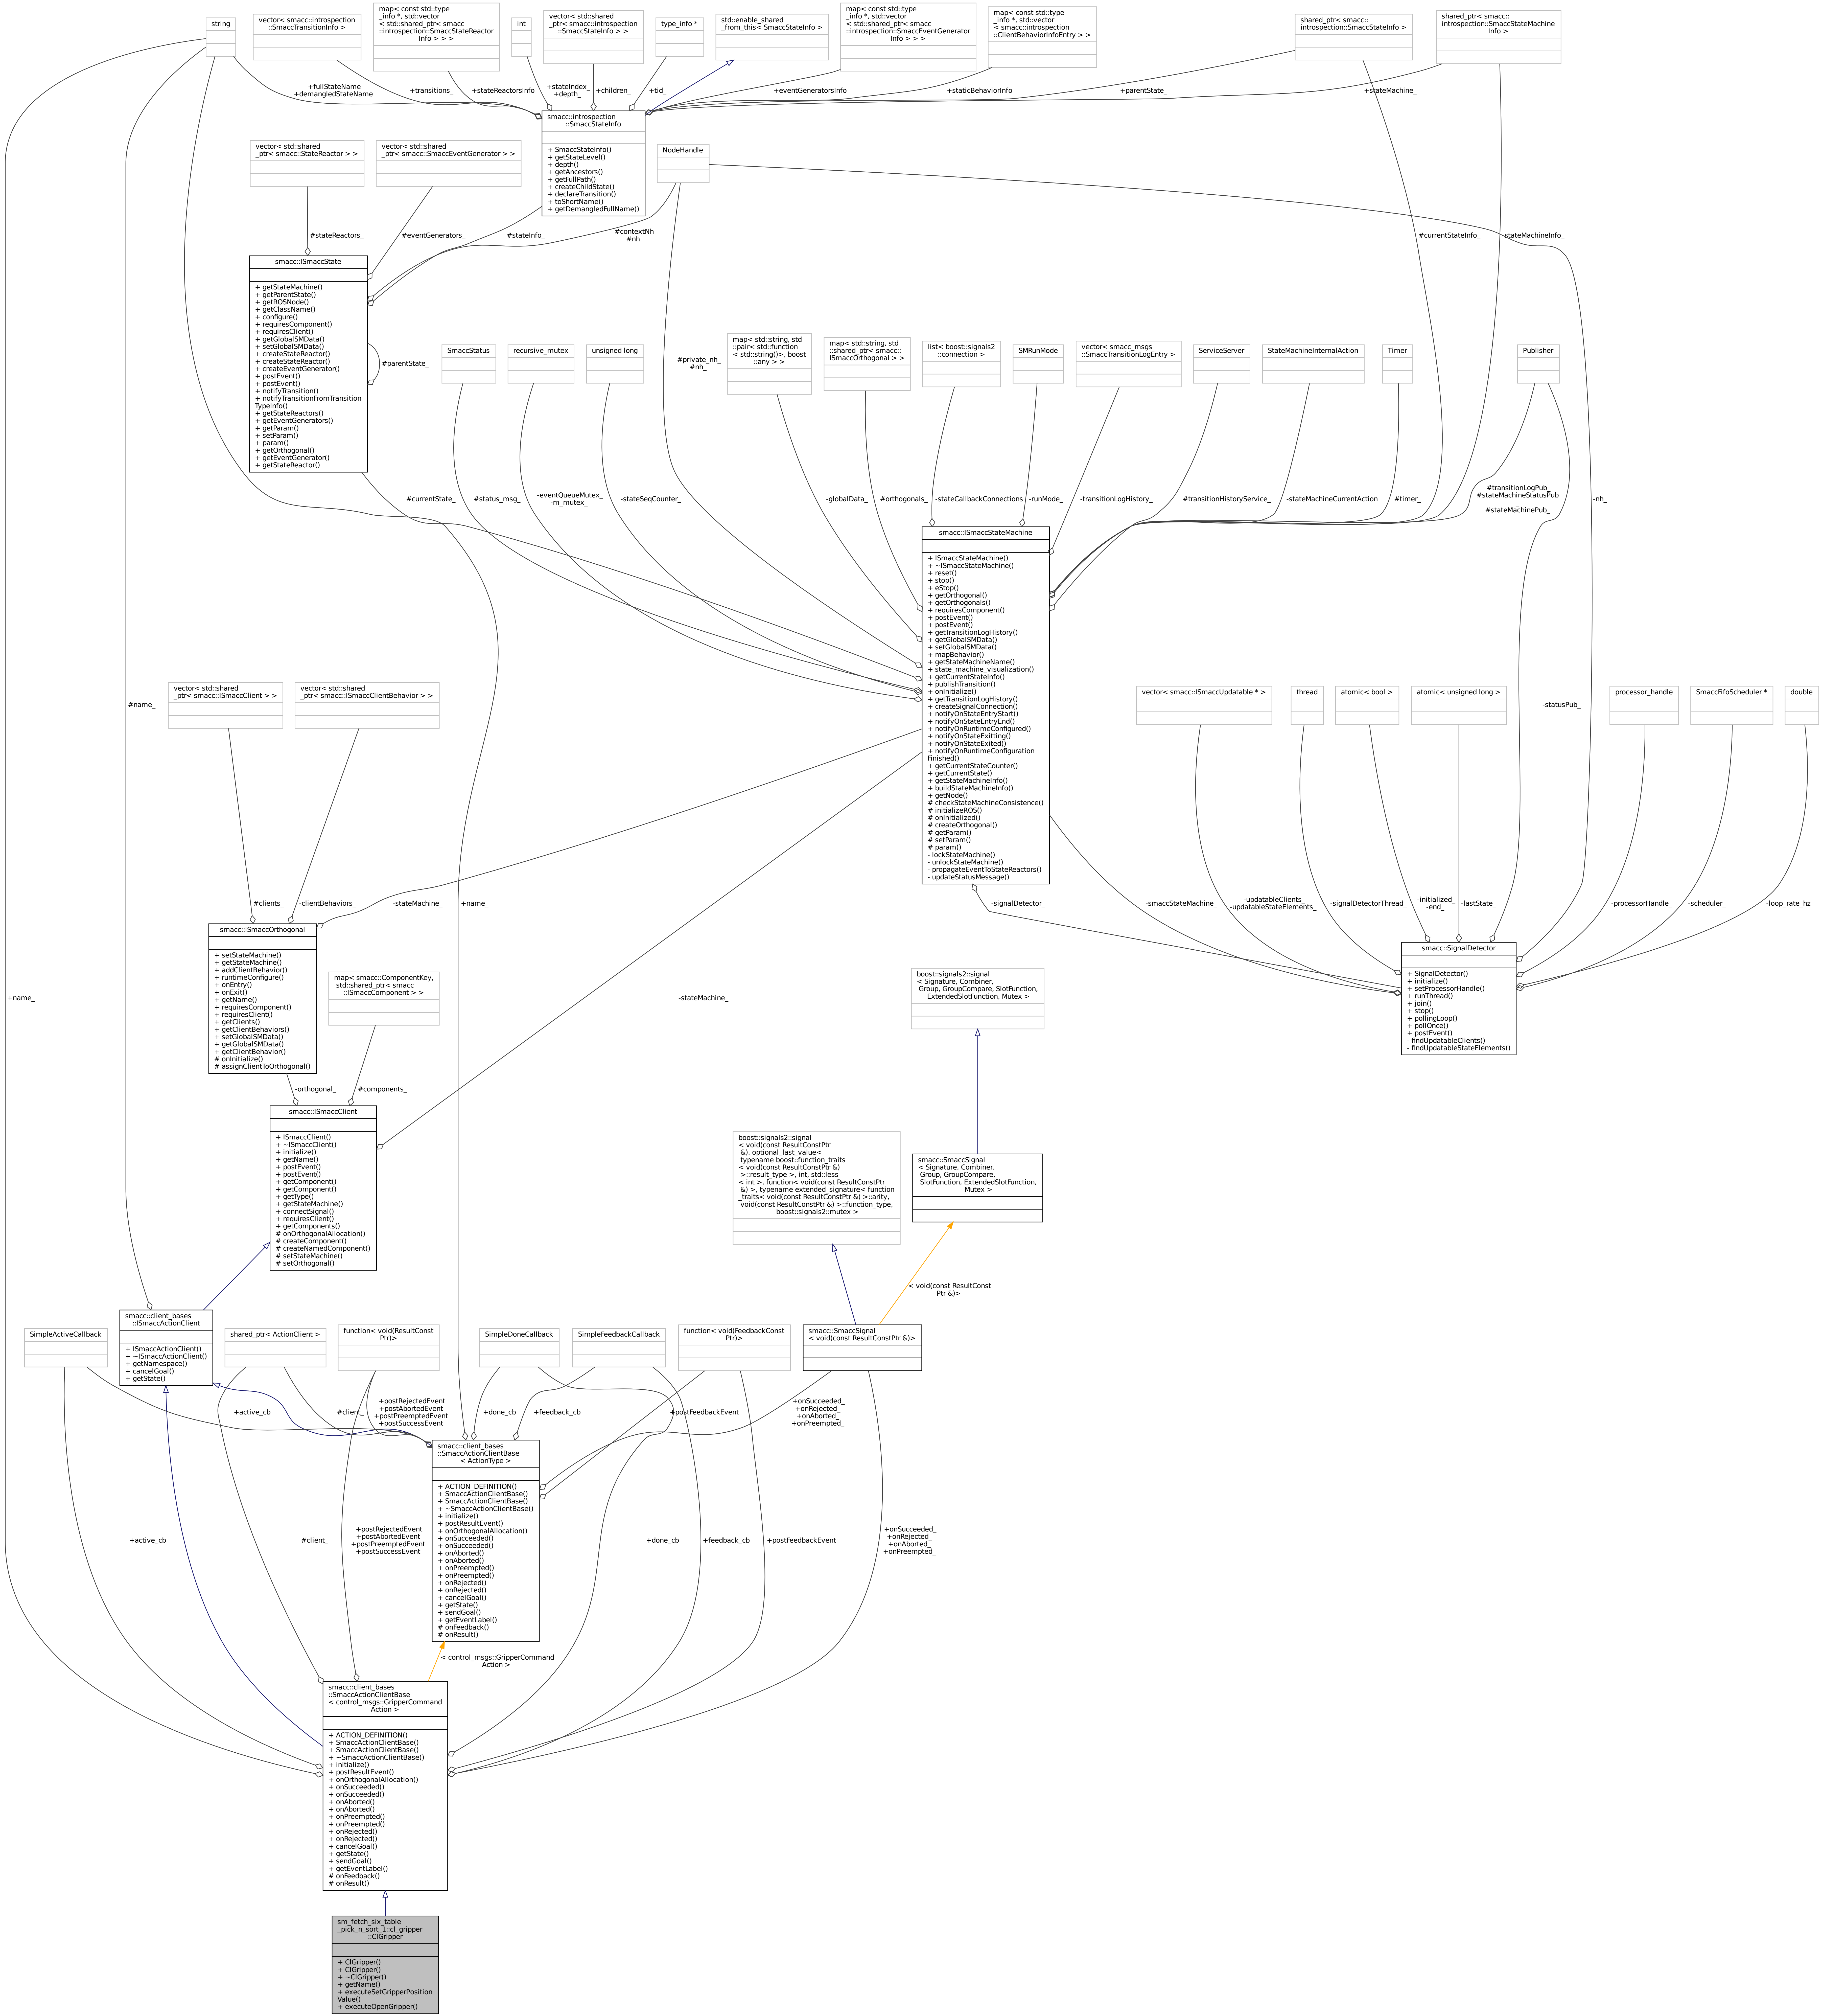 string
vector< smacc::introspection
::SmaccTransitionInfo >
map< const std::type
_info *, std::vector
< std::shared_ptr< smacc
::introspection::SmaccStateReactor
Info > > >
int
vector< std::shared
_ptr< smacc::introspection
::SmaccStateInfo > >
type_info *
std::enable_shared
_from_this< SmaccStateInfo >
map< const std::type
_info *, std::vector
< std::shared_ptr< smacc
::introspection::SmaccEventGenerator
Info > > >
map< const std::type
_info *, std::vector
< smacc::introspection
::ClientBehaviorInfoEntry > >
shared_ptr< smacc::
introspection::SmaccStateInfo >
shared_ptr< smacc::
introspection::SmaccStateMachine
Info >
+fullStateName
+demangledStateName
+transitions_
+stateReactorsInfo
+stateIndex_
+depth_
+children_
+tid_
+eventGeneratorsInfo
+staticBehaviorInfo
+parentState_
+stateMachine_
smacc::introspection
::SmaccStateInfo
+ SmaccStateInfo()
+ getStateLevel()
+ depth()
+ getAncestors()
+ getFullPath()
+ createChildState()
+ declareTransition()
+ toShortName()
+ getDemangledFullName()
vector< std::shared
_ptr< smacc::StateReactor > >
vector< std::shared
_ptr< smacc::SmaccEventGenerator > >
NodeHandle
#stateReactors_
#eventGenerators_
#stateInfo_
#contextNh
#nh
#currentStateInfo_
-stateMachineInfo_
smacc::ISmaccState
+ getStateMachine()
+ getParentState()
+ getROSNode()
+ getClassName()
+ configure()
+ requiresComponent()
+ requiresClient()
+ getGlobalSMData()
+ setGlobalSMData()
+ createStateReactor()
+ createStateReactor()
+ createEventGenerator()
+ postEvent()
+ postEvent()
+ notifyTransition()
+ notifyTransitionFromTransition
TypeInfo()
+ getStateReactors()
+ getEventGenerators()
+ getParam()
+ setParam()
+ param()
+ getOrthogonal()
+ getEventGenerator()
+ getStateReactor()
#parentState_
SmaccStatus
recursive_mutex
unsigned long
#private_nh_
#nh_
map< std::string, std
::pair< std::function
< std::string()>, boost
::any > >
map< std::string, std
::shared_ptr< smacc::
ISmaccOrthogonal > >
list< boost::signals2
::connection >
SMRunMode
vector< smacc_msgs
::SmaccTransitionLogEntry >
ServiceServer
StateMachineInternalAction
Timer
Publisher
#currentState_
#status_msg_
-eventQueueMutex_
-m_mutex_
-stateSeqCounter_
-globalData_
#orthogonals_
-stateCallbackConnections
-runMode_
-transitionLogHistory_
#transitionHistoryService_
-stateMachineCurrentAction
#timer_
#transitionLogPub_
#stateMachineStatusPub
_
#stateMachinePub_
-nh_
smacc::ISmaccStateMachine
+ ISmaccStateMachine()
+ ~ISmaccStateMachine()
+ reset()
+ stop()
+ eStop()
+ getOrthogonal()
+ getOrthogonals()
+ requiresComponent()
+ postEvent()
+ postEvent()
+ getTransitionLogHistory()
+ getGlobalSMData()
+ setGlobalSMData()
+ mapBehavior()
+ getStateMachineName()
+ state_machine_visualization()
+ getCurrentStateInfo()
+ publishTransition()
+ onInitialize()
+ getTransitionLogHistory()
+ createSignalConnection()
+ notifyOnStateEntryStart()
+ notifyOnStateEntryEnd()
+ notifyOnRuntimeConfigured()
+ notifyOnStateExitting()
+ notifyOnStateExited()
+ notifyOnRuntimeConfiguration
Finished()
+ getCurrentStateCounter()
+ getCurrentState()
+ getStateMachineInfo()
+ buildStateMachineInfo()
+ getNode()
# checkStateMachineConsistence()
# initializeROS()
# onInitialized()
# createOrthogonal()
# getParam()
# setParam()
# param()
- lockStateMachine()
- unlockStateMachine()
- propagateEventToStateReactors()
- updateStatusMessage()
#name_
vector< std::shared
_ptr< smacc::ISmaccClient > >
vector< std::shared
_ptr< smacc::ISmaccClientBehavior > >
vector< smacc::ISmaccUpdatable * >
thread
atomic< bool >
atomic< unsigned long >
processor_handle
SmaccFifoScheduler *
double
-statusPub_
#clients_
-clientBehaviors_
-stateMachine_
+name_
-signalDetector_
-smaccStateMachine_
-updatableClients_
-updatableStateElements_
-signalDetectorThread_
-initialized_
-end_
-lastState_
-processorHandle_
-scheduler_
-loop_rate_hz
smacc::ISmaccOrthogonal
+ setStateMachine()
+ getStateMachine()
+ addClientBehavior()
+ runtimeConfigure()
+ onEntry()
+ onExit()
+ getName()
+ requiresComponent()
+ requiresClient()
+ getClients()
+ getClientBehaviors()
+ setGlobalSMData()
+ getGlobalSMData()
+ getClientBehavior()
# onInitialize()
# assignClientToOrthogonal()
smacc::SignalDetector
+ SignalDetector()
+ initialize()
+ setProcessorHandle()
+ runThread()
+ join()
+ stop()
+ pollingLoop()
+ pollOnce()
+ postEvent()
- findUpdatableClients()
- findUpdatableStateElements()
map< smacc::ComponentKey,
std::shared_ptr< smacc
::ISmaccComponent > >
+name_
-stateMachine_
boost::signals2::signal
< Signature, Combiner,
Group, GroupCompare, SlotFunction,
ExtendedSlotFunction, Mutex >
-orthogonal_
#components_
smacc::ISmaccClient
+ ISmaccClient()
+ ~ISmaccClient()
+ initialize()
+ getName()
+ postEvent()
+ postEvent()
+ getComponent()
+ getComponent()
+ getType()
+ getStateMachine()
+ connectSignal()
+ requiresClient()
+ getComponents()
# onOrthogonalAllocation()
# createComponent()
# createNamedComponent()
# setStateMachine()
# setOrthogonal()
boost::signals2::signal
< void(const ResultConstPtr
&), optional_last_value<
typename boost::function_traits
< void(const ResultConstPtr &)
>::result_type >, int, std::less
< int >, function< void(const ResultConstPtr
&) >, typename extended_signature< function
_traits< void(const ResultConstPtr &) >::arity,
void(const ResultConstPtr &) >::function_type,
boost::signals2::mutex >
smacc::SmaccSignal
< Signature, Combiner,
Group, GroupCompare,
SlotFunction, ExtendedSlotFunction,
Mutex >
< void(const ResultConst
Ptr &)>
SimpleActiveCallback
smacc::client_bases
::ISmaccActionClient
+ ISmaccActionClient()
+ ~ISmaccActionClient()
+ getNamespace()
+ cancelGoal()
+ getState()
shared_ptr< ActionClient >
function< void(ResultConst
Ptr)>
SimpleDoneCallback
SimpleFeedbackCallback
function< void(FeedbackConst
Ptr)>
smacc::SmaccSignal
< void(const ResultConstPtr &)>
+active_cb
#client_
+postRejectedEvent
+postAbortedEvent
+postPreemptedEvent
+postSuccessEvent
+done_cb
+feedback_cb
+postFeedbackEvent
+onSucceeded_
+onRejected_
+onAborted_
+onPreempted_
smacc::client_bases
::SmaccActionClientBase
< ActionType >
+ ACTION_DEFINITION()
+ SmaccActionClientBase()
+ SmaccActionClientBase()
+ ~SmaccActionClientBase()
+ initialize()
+ postResultEvent()
+ onOrthogonalAllocation()
+ onSucceeded()
+ onSucceeded()
+ onAborted()
+ onAborted()
+ onPreempted()
+ onPreempted()
+ onRejected()
+ onRejected()
+ cancelGoal()
+ getState()
+ sendGoal()
+ getEventLabel()
# onFeedback()
# onResult()
+active_cb
#client_
+postRejectedEvent
+postAbortedEvent
+postPreemptedEvent
+postSuccessEvent
+done_cb
+feedback_cb
+postFeedbackEvent
+onSucceeded_
+onRejected_
+onAborted_
+onPreempted_
< control_msgs::GripperCommand
Action >
smacc::client_bases
::SmaccActionClientBase
< control_msgs::GripperCommand
Action >
+ ACTION_DEFINITION()
+ SmaccActionClientBase()
+ SmaccActionClientBase()
+ ~SmaccActionClientBase()
+ initialize()
+ postResultEvent()
+ onOrthogonalAllocation()
+ onSucceeded()
+ onSucceeded()
+ onAborted()
+ onAborted()
+ onPreempted()
+ onPreempted()
+ onRejected()
+ onRejected()
+ cancelGoal()
+ getState()
+ sendGoal()
+ getEventLabel()
# onFeedback()
# onResult()
sm_fetch_six_table
_pick_n_sort_1::cl_gripper
::ClGripper
+ ClGripper()
+ ClGripper()
+ ~ClGripper()
+ getName()
+ executeSetGripperPosition
Value()
+ executeOpenGripper()